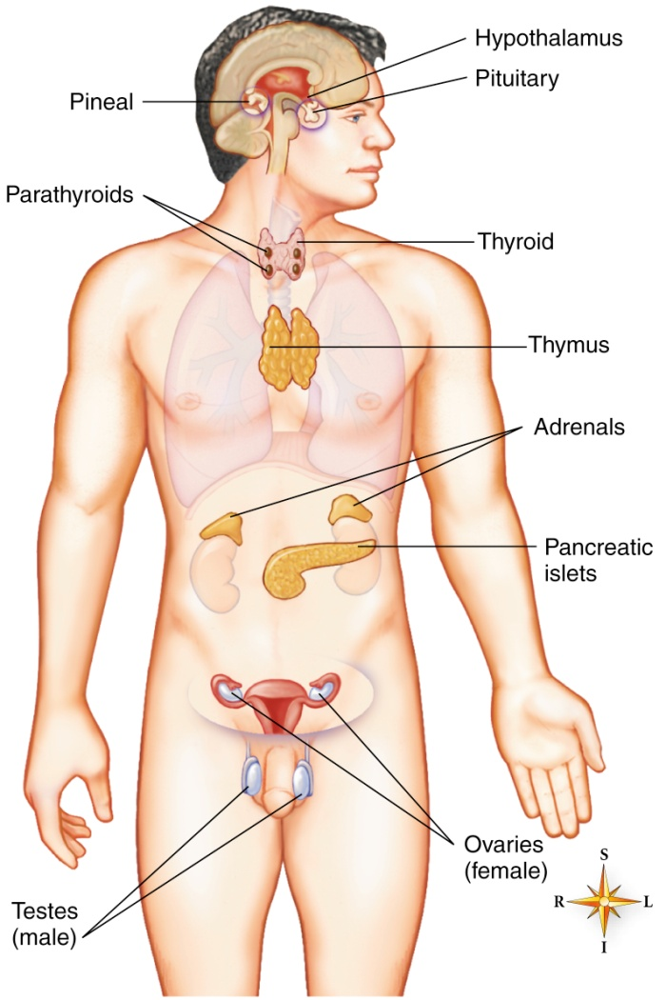 Hypothalamus
Pituitary
Pineal
Parathyroids
Thyroid
Thymus
Adrenals
Pancreatic
islets
Ovaries
(female)
Testes
(male)
S
R
L
I